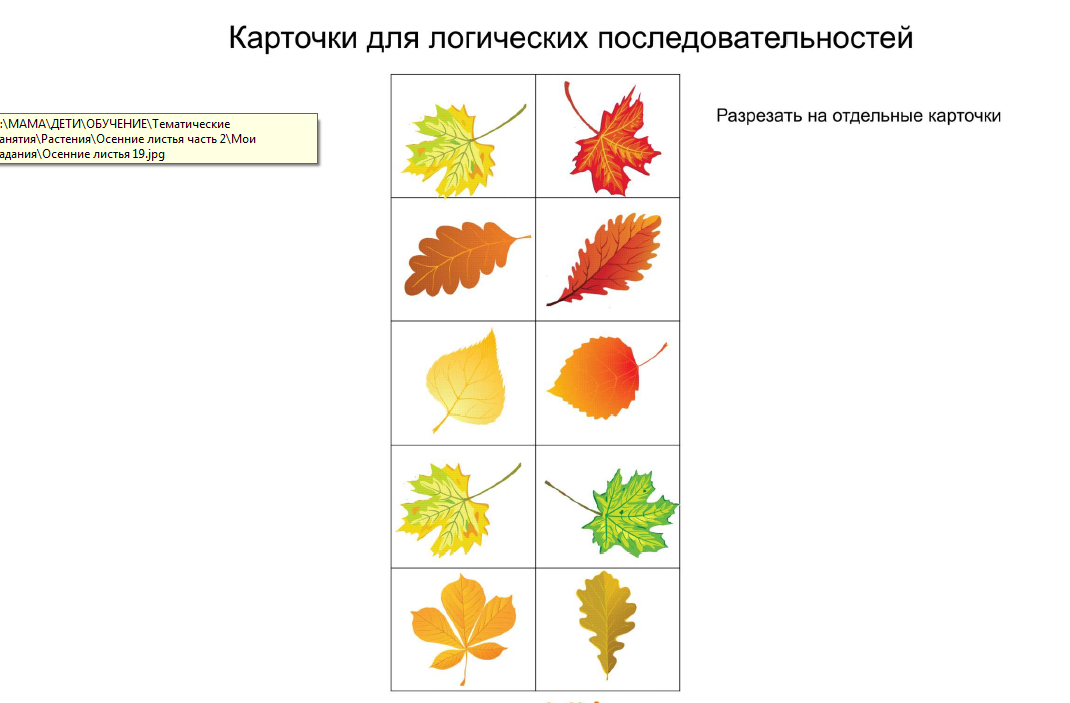 Карточки для логических последовательностей
:\МАМА\ДЕТИ\ОБУЧЕНИЕ\Тематические
анятия\Растения\Осенние листья часть 2\Мои
адания\Осенние листья 19.jpg
Разрезать на отдельные карточки